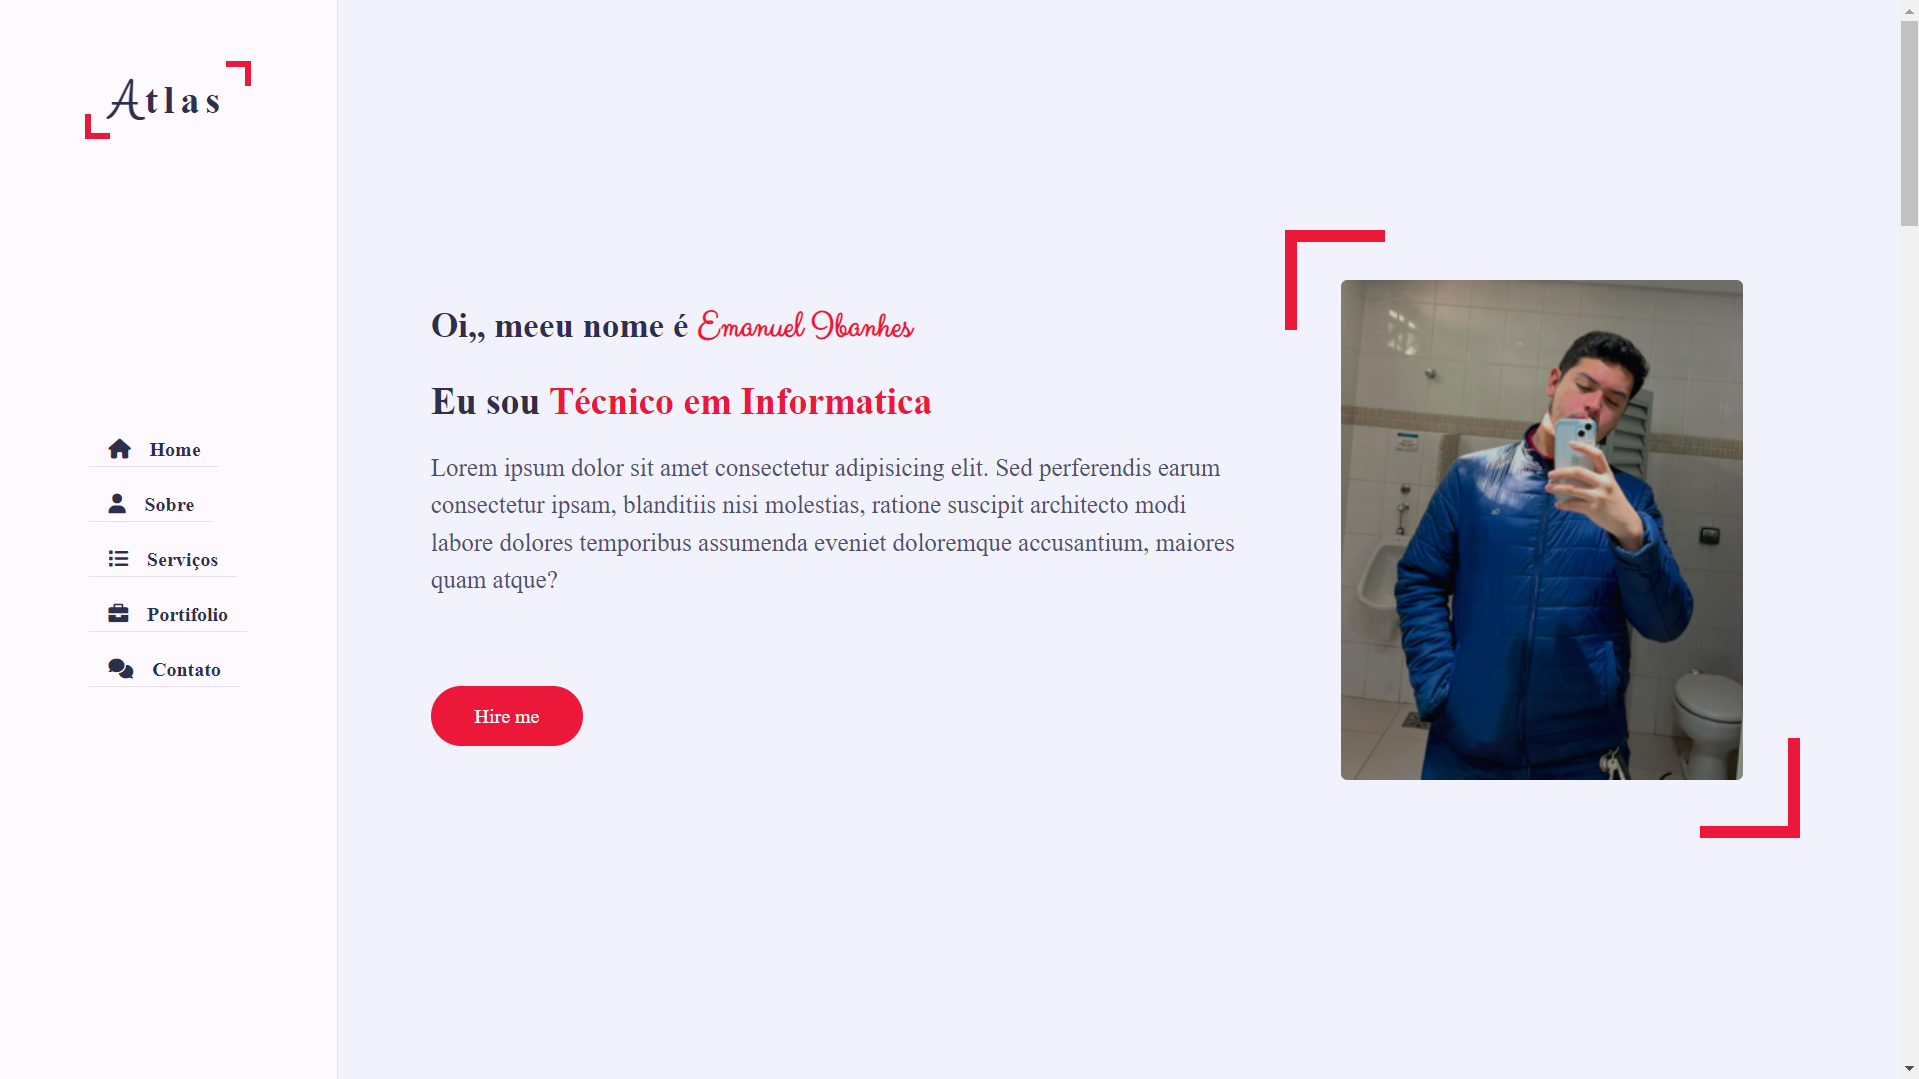 Atlas
Home
Sobre
Serviços
Portifolio
Contato
Oi,, meeu nome é Emanuel Ibanhes
Eu sou Técnico em Informatica
Lorem ipsum dolor sit amet consectetur adipisicing elit. Sed perferendis earum
consectetur ipsam, blanditiis nisi molestias, ratione suscipit architecto modi
labore dolores temporibus assumenda eveniet doloremque accusantium, maiores
quam atque?
Hire me